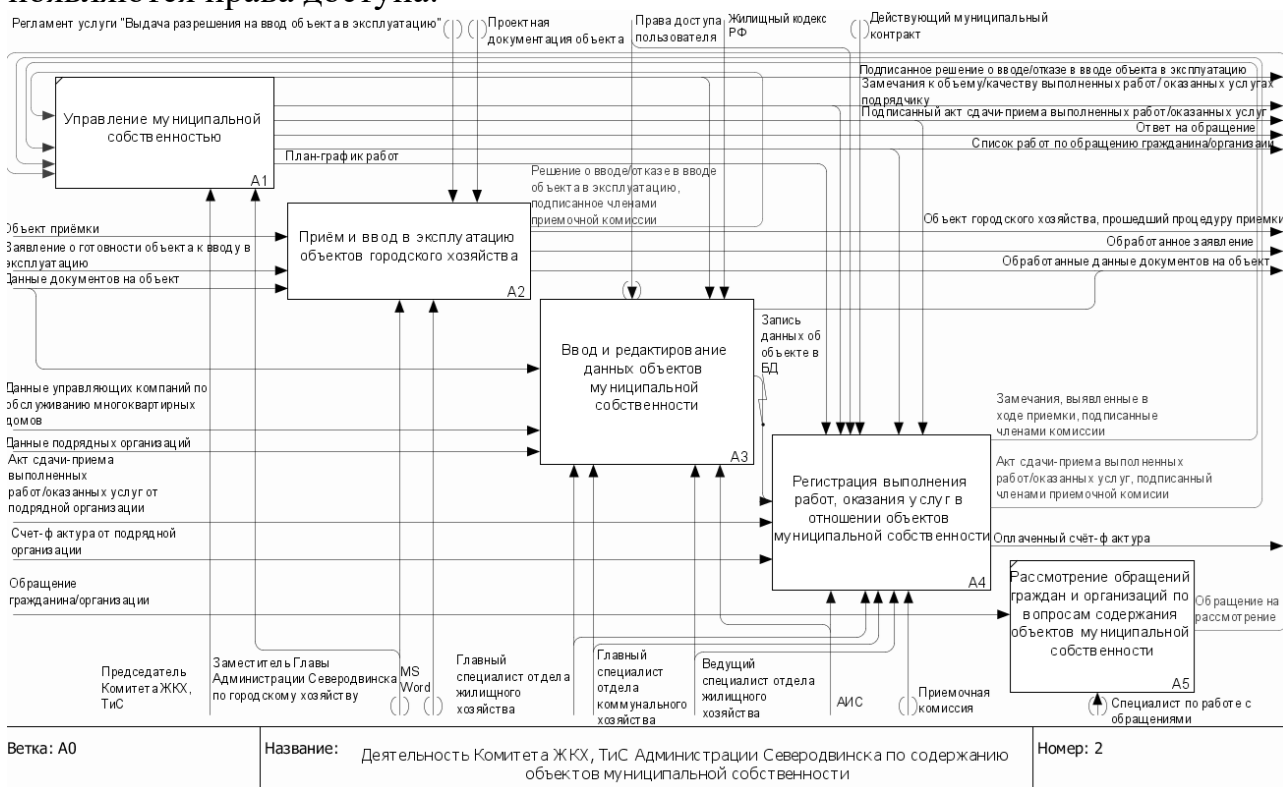 появляются права доступа.
Регламент услуги "Выдача разрешения на ввод объекта в эксплуатацию"
Проектная
документация объекта
Права доступа
пользователя
Жилищный кодекс
РФ
Действующий муниципальный
контракт
Подписанное решение о вводе/отказе в вводе объекта в эксплуатацию
Замечания к объему/качеству выполненных работ/оказанных услугах
подрядчику
Подписанный акт сдачи-приема выполненных работ/оказанных услуг
Ответ на обращение
Список работ по обращению гражданина/организаии
Управление муниципальной
собственностью
A1
План-график работ
Решение о вводе/отказе в вводе
объекта в эксплуатацию,
подписанное членами
приемочной комиссии
Объект приёмки
Заявление о готовности объекта к вводу в
эксплуатацию
Данные документов на объект
Приём и ввод в эксплуатацию
объектов городского хозяйства
A2
Объект городского хозяйства, прошедший процедуру приемки
Обработанное заявление
Обработанные данные документов на объект
Ввод и редактирование
данных объектов
муниципальной
собственности
A3
Запись
данных об
объекте в
БД
Данные управляющих компаний по
обслуживанию многоквартирных
домов
Данные подрядных организаций
Акт сдачи-приема
выполненных
работ/оказанных услуг от
подрядной организации
Счет-фактура от подрядной
организации
Обращение
гражданина/организации
Замечания, выявленные в
ходе приемки, подписанные
членами комиссии
Акт сдачи-приема выполненных
работ/оказанных услуг, подписанный
членами приемочной комисии
Регистрация выполнения
работ, оказания услуг в
отношении объектов
муниципальной собственности
A4
Оплаченный счёт-фактура
Рассмотрение обращений
граждан и организаций по
вопросам содержания
объектов муниципальной
собственности
A5
Обращение на
рассмотрение
Председатель
Комитета ЖКХ,
ТиС
Заместитель Главы
Администрации Северодвинска
по городскому хозяйству
MS
Word
Главный
специалист отдела
жилищного
хозяйства
Главный
специалист
отдела
коммунального
хозяйства
Ведущий
специалист отдела
жилищного
хозяйства
АИС
Приемочная
комиссия
Специалист по работе с
обращениями
Ветка: A0
Название:
Деятельность Комитета ЖКХ, ТиС Администрации Северодвинска по содержанию
объектов муниципальной собственности
Номер: 2